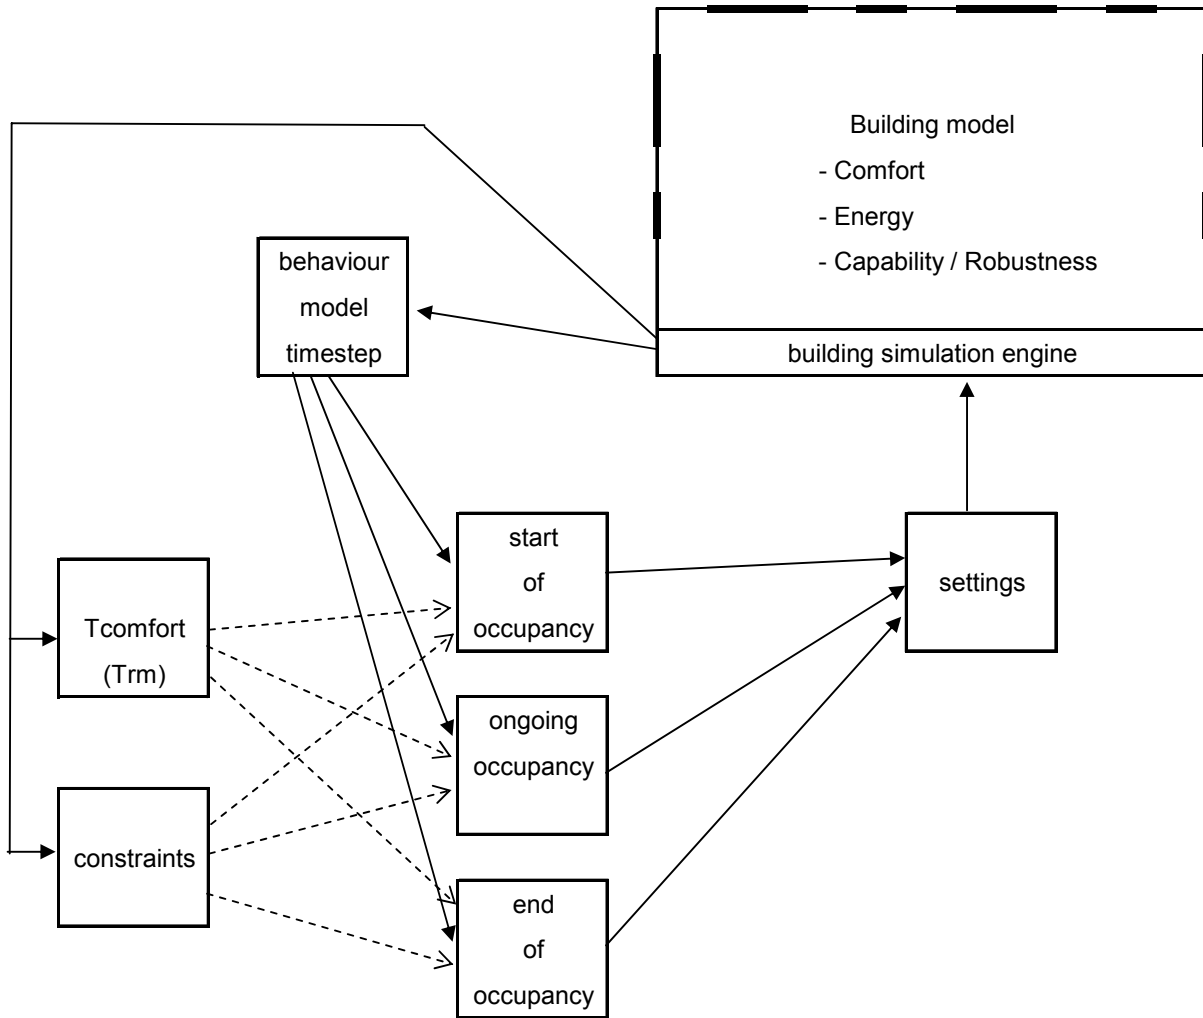 Building model
- Comfort
- Energy
- Capability / Robustness
building simulation engine
behaviour
model
timestep
start
of
occupancy
settings
Tcomfort
(Trm)
ongoing
occupancy
constraints
end
of
occupancy